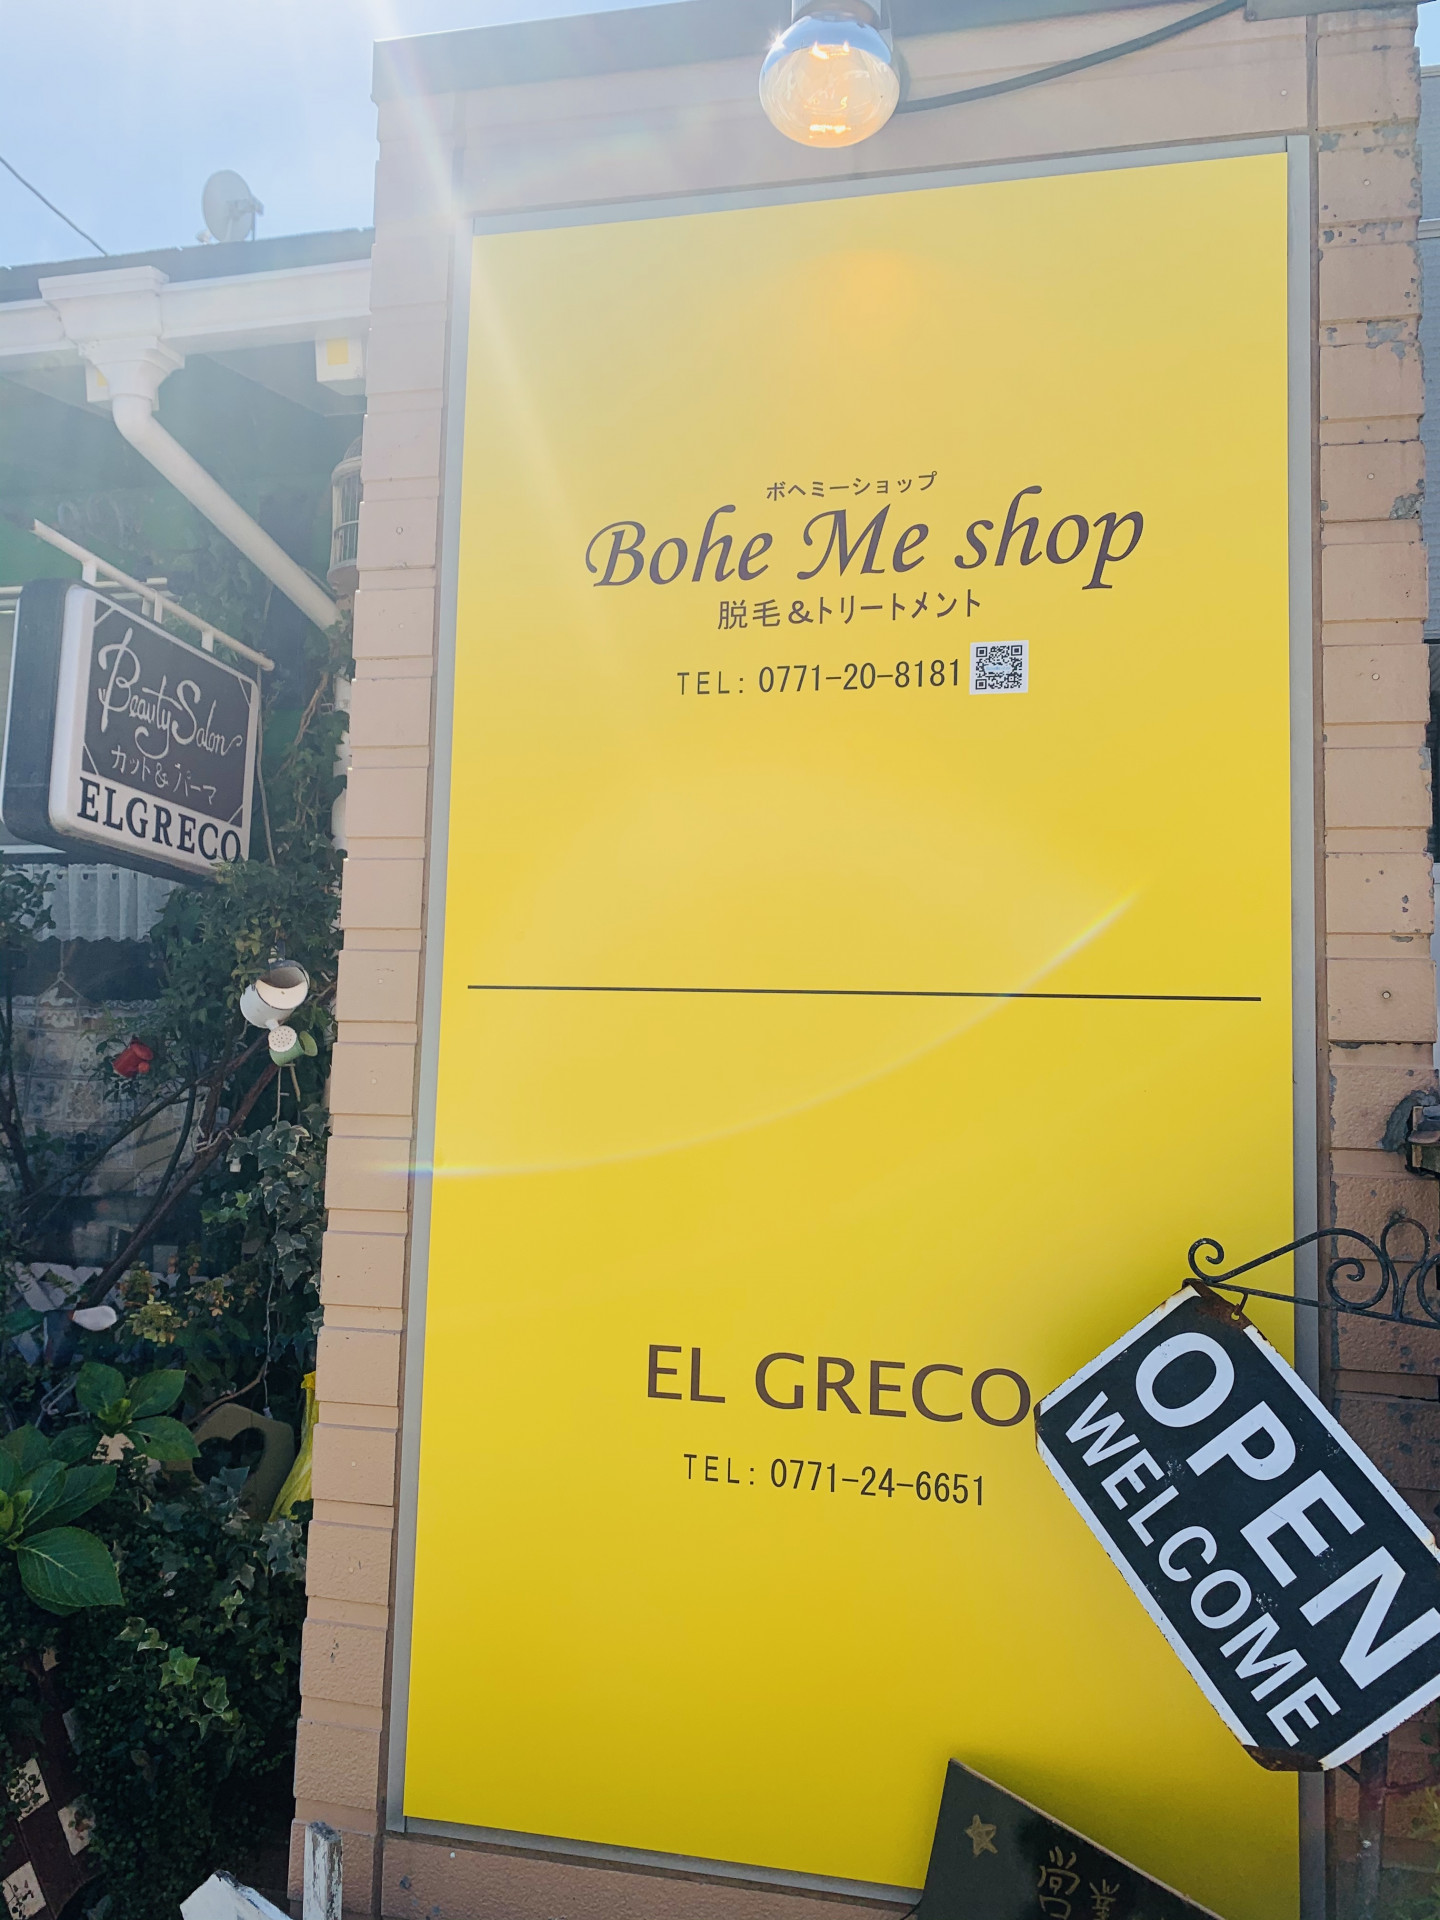 ボヘミーショップ
Bohe Me shop
脱毛&トリートメント
TEL: 0771-20-8181
EL GRECO
TEL: 0771-24-6651
Beauty Salon
カット&パーマ
ELGRECO
OPEN
WELCOME
営業